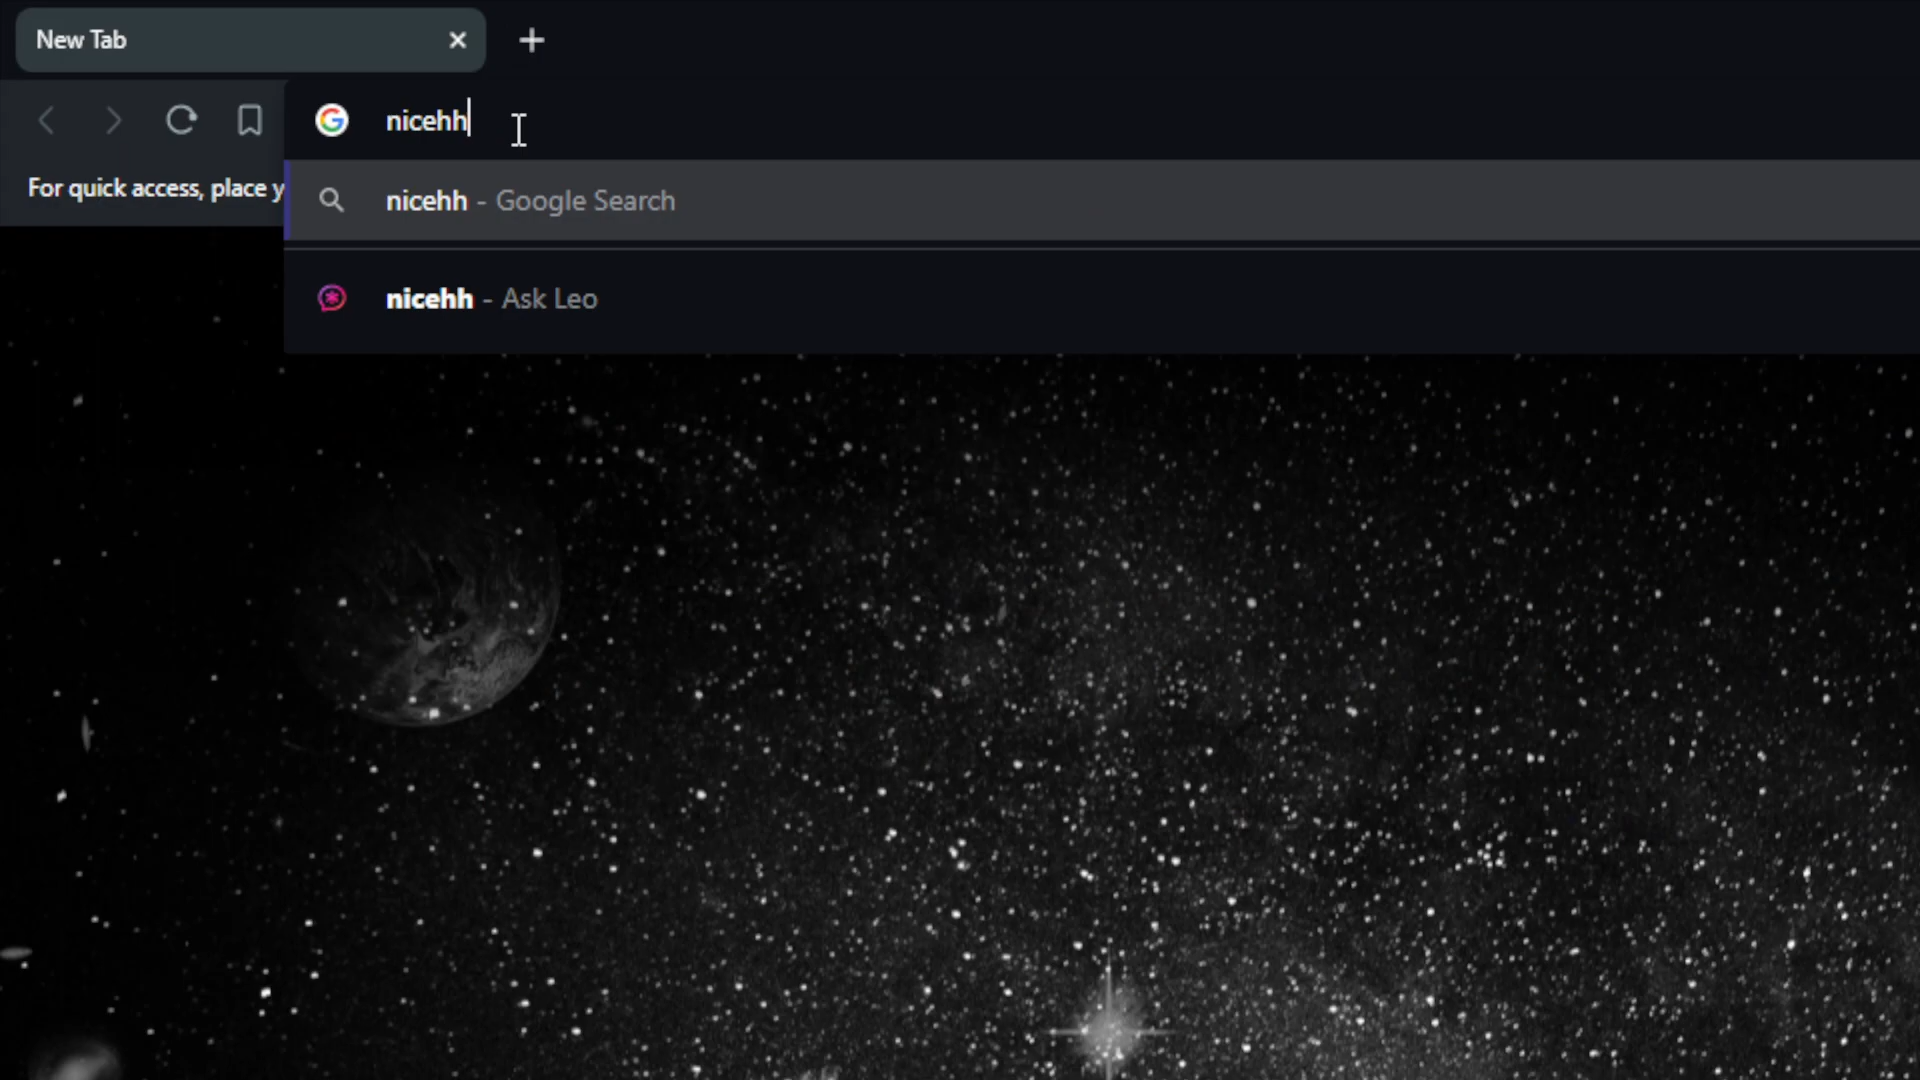 New Tab
nicehh
For quick access, place y
nicehh - Google Search
nicehh - Ask Leo